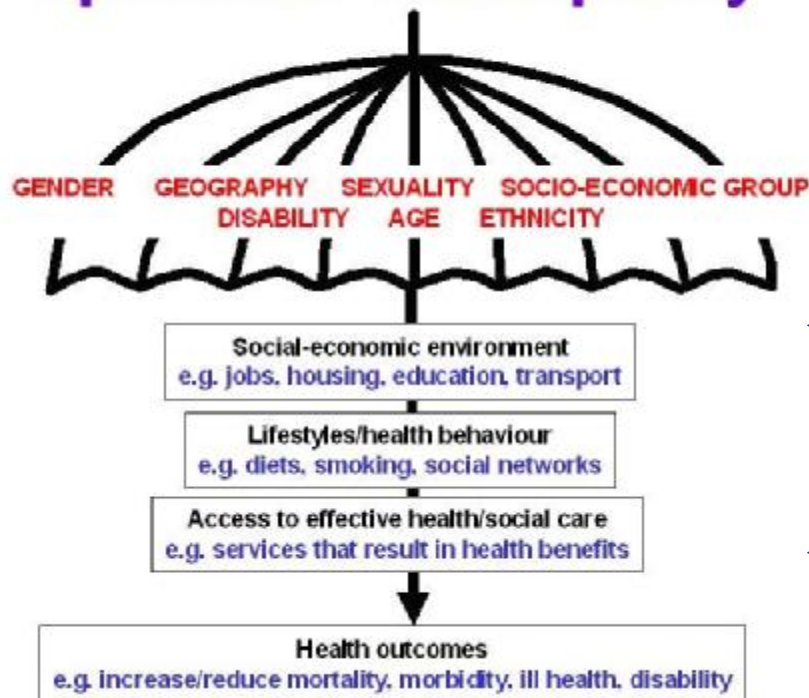 GENDER GEOGRAPHY SEXUALITY SOCIO-ECONOMIC GROUP
DISABILITY AGE ETHNICITY
Social-economic environment
e.g. jobs, housing, education, transport
Lifestyles/health behaviour
e.g. diets, smoking, social networks
Access to effective health/social care
e.g. services that result in health benefits
Health outcomes
e.g. increase/reduce mortality, morbidity, ill health, disability